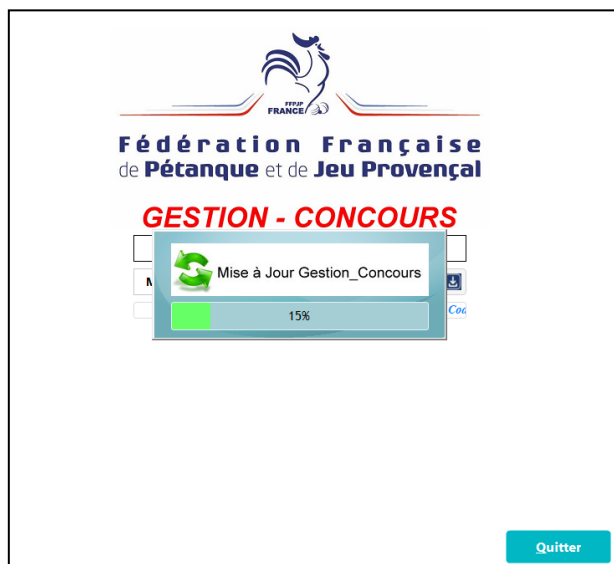 FFPJP
FRANCE
Fédération Française
de Pétanque et de Jeu Provençal
GESTION - CONCOURS
Mise à Jour Gestion_Concours
15%
Quitter